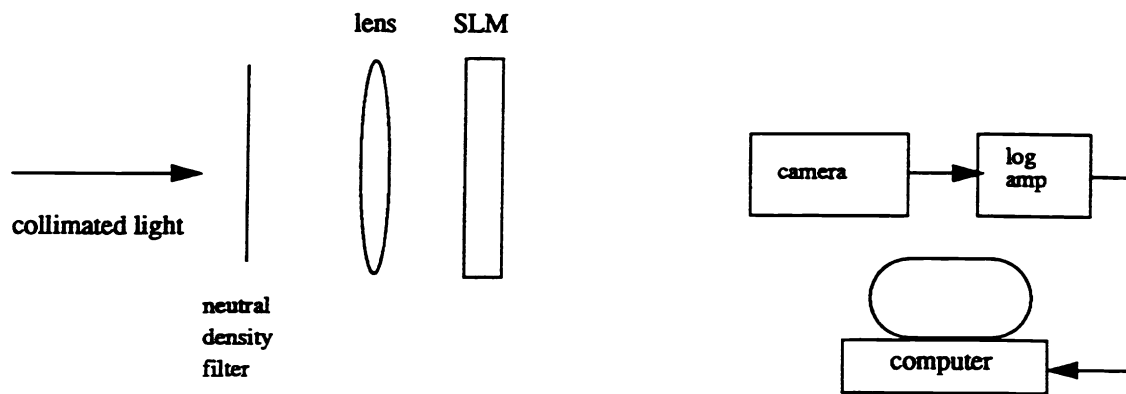 lens
SLM
collimated light
neutral
density
filter
camera
log
amp
computer